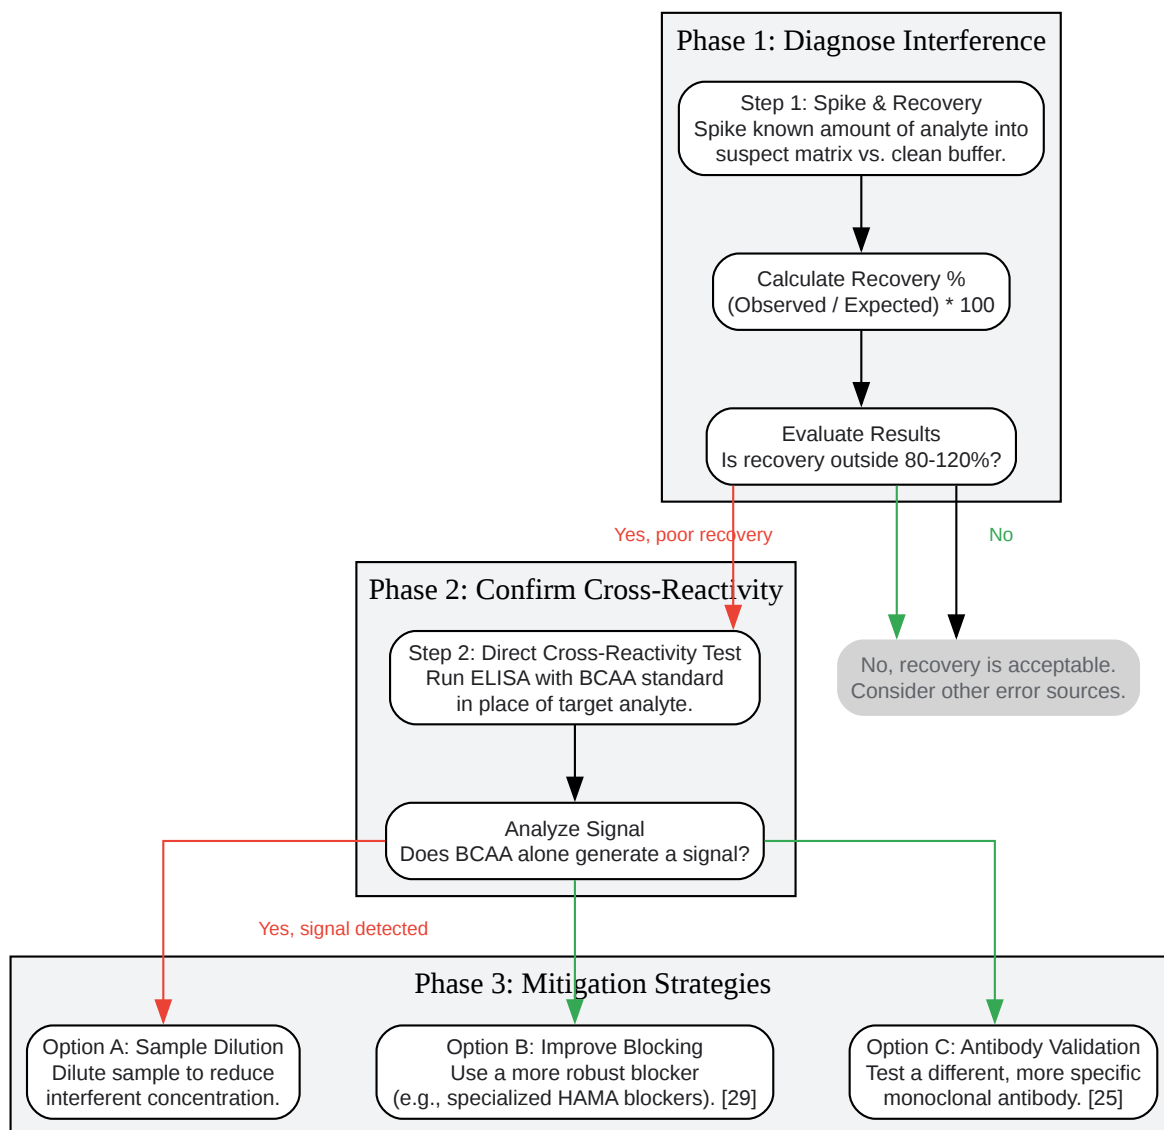 Phase 1: Diagnose Interference
Step 1: Spike & Recovery
Spike known amount of analyte into
suspect matrix vs. clean buffer.
Calculate Recovery %
(Observed / Expected) * 100
Evaluate Results
Is recovery outside 80-120%?
Yes, poor recovery
No
Phase 2: Confirm Cross-Reactivity
Step 2: Direct Cross-Reactivity Test
Run ELISA with BCAA standard
in place of target analyte.
No, recovery is acceptable.
Consider other error sources.
Analyze Signal
Does BCAA alone generate a signal?
Yes, signal detected
Phase 3: Mitigation Strategies
Option A: Sample Dilution
Dilute sample to reduce
interferent concentration.
Option B: Improve Blocking
Use a more robust blocker
(e.g., specialized HAMA blockers). [29]
Option C: Antibody Validation
Test a different, more specific
monoclonal antibody. [25]